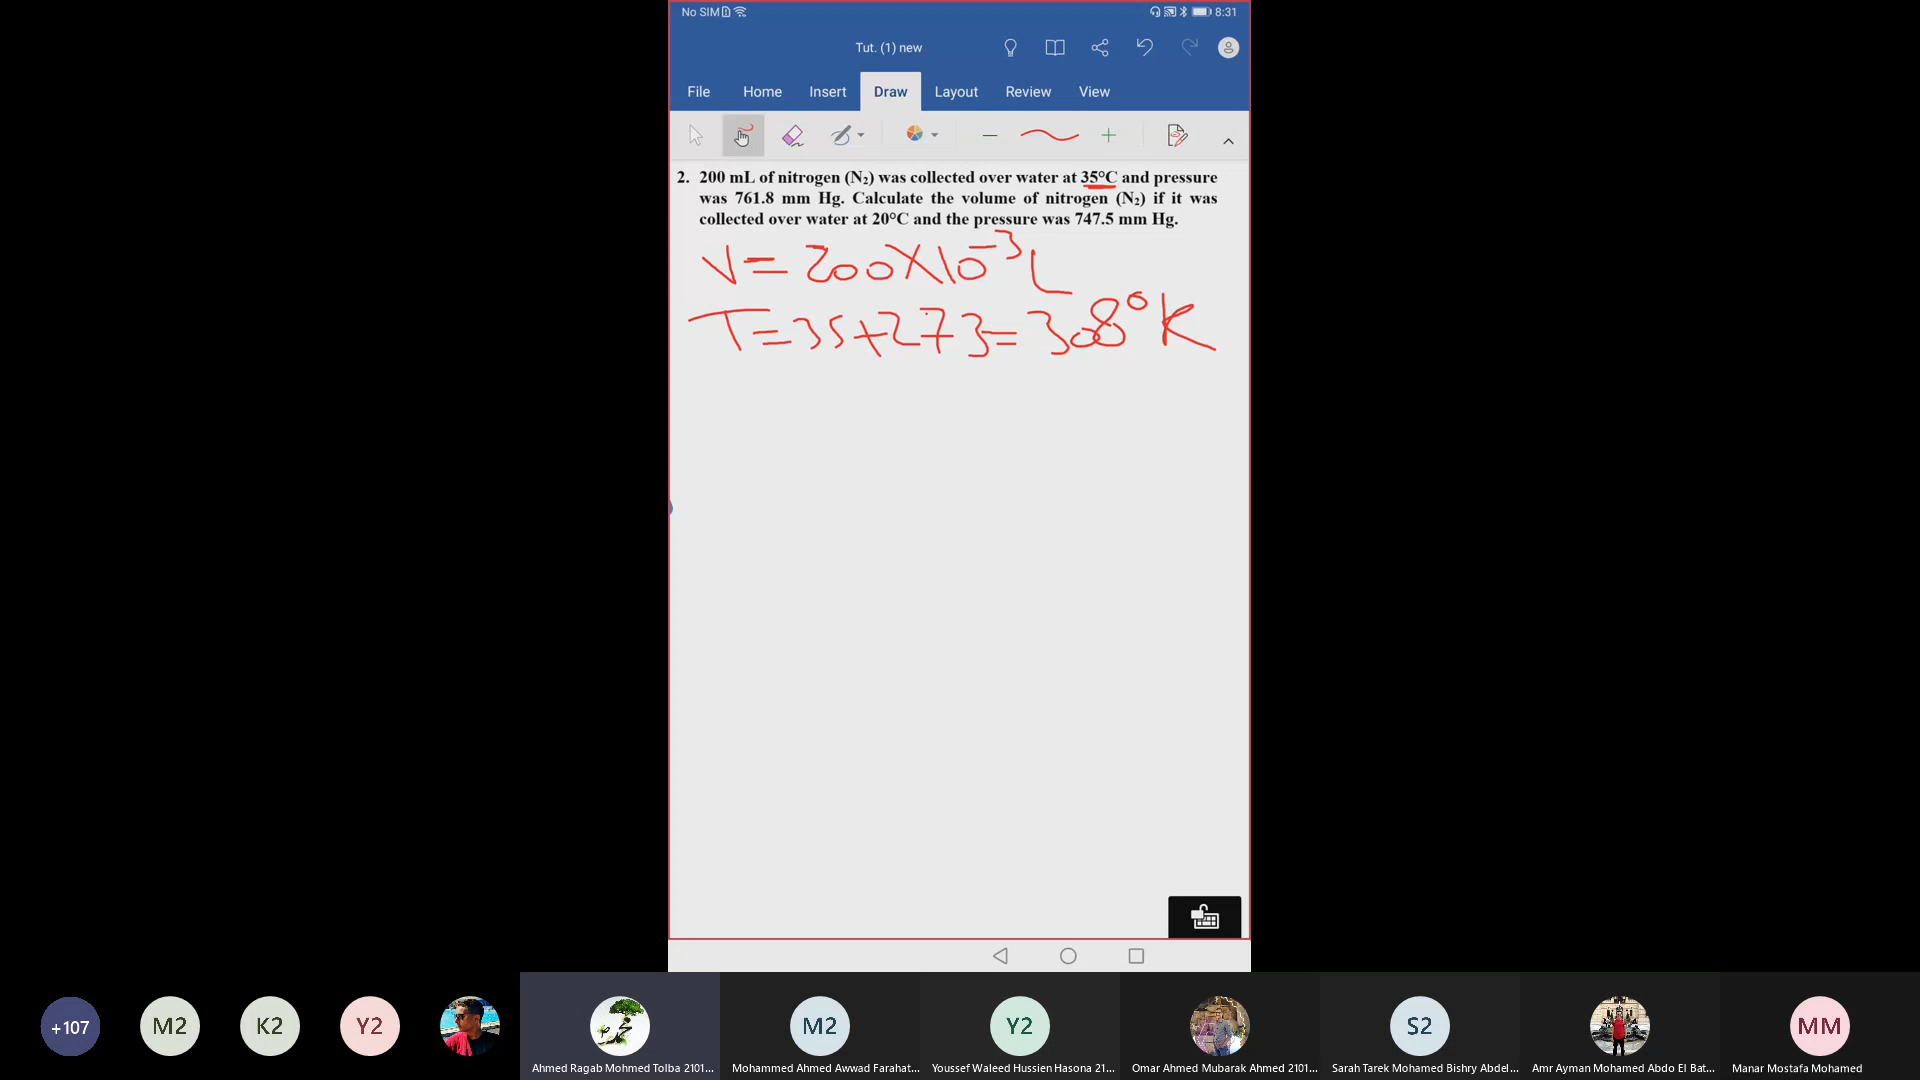 No SIM 8:31
Tut. (1) new
File Home Insert Draw Layout Review View
2. 200 mL of nitrogen (N₂) was collected over water at 35°C and pressure
was 761.8 mm Hg. Calculate the volume of nitrogen (N₂) if it was
collected over water at 20°C and the pressure was 747.5 mm Hg.
V = 200 X 10⁻³ L
T = 35 + 273 = 308° K
+107 M2 K2 Y2 M2 Y2 S2 MM
Ahmed Ragab Mohmed Tolba 2101... Mohammed Ahmed Awwad Farahat... Youssef Waleed Hussien Hasona 21... Omar Ahmed Mubarak Ahmed 2101... Sarah Tarek Mohamed Bishry Abdel... Amr Ayman Mohamed Abdo El Bat... Manar Mostafa Mohamed